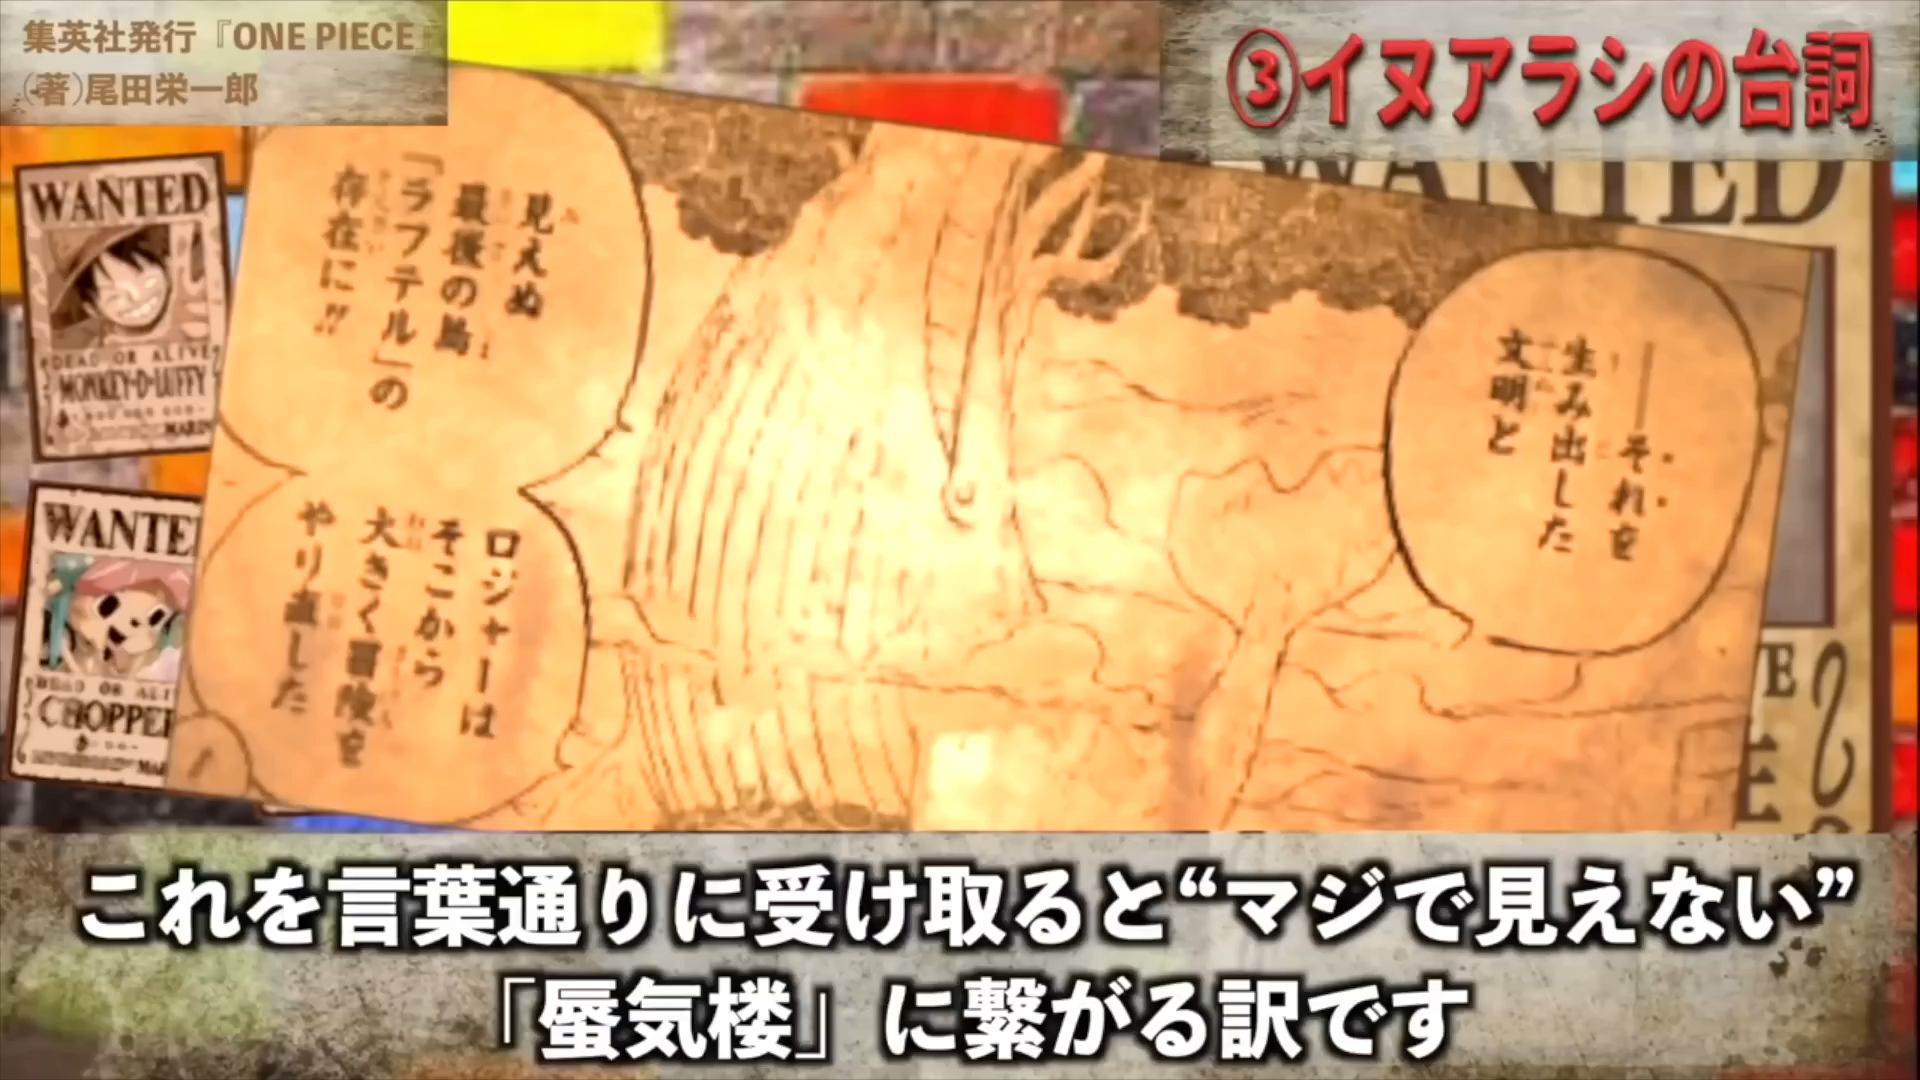 集英社発行『ONE PIECE』
(著)尾田栄一郎
③イヌアラシの台詞
WANTED
WANTED
DEAD OR ALIVE
MONKEY・D・LUFFY
MARIN
WANTE
DEAD OR ALI
CHOPPER
MAR
――それを
生み出した
文明と
見えぬ
最後の島
「ラフテル」の
存在に!!
ロジャーは
そこから
大きく冒険を
やり直した
これを言葉通りに受け取ると“マジで見えない”
「蜃気楼」に繋がる訳です